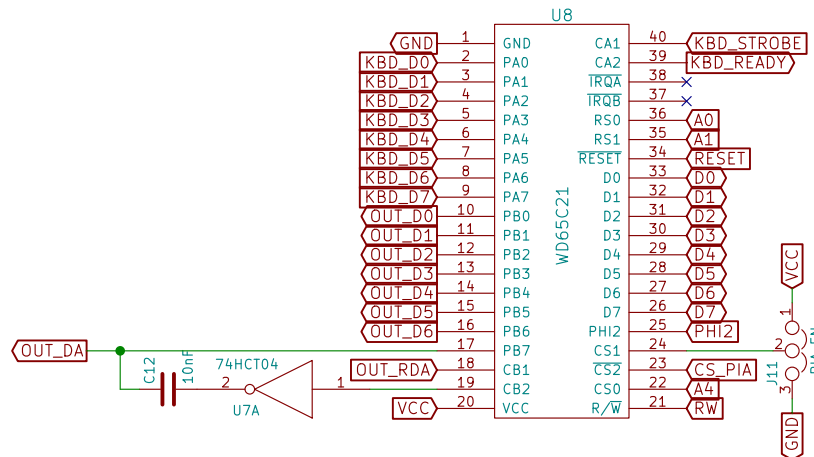 U8
GND 1 GND CA1 40 KBD_STROBE
KBD_D0 2 PA0 CA2 39 KBD_READY
KBD_D1 3 PA1 IRQA 38
KBD_D2 4 PA2 IRQB 37
KBD_D3 5 PA3 RS0 36 A0
KBD_D4 6 PA4 RS1 35 A1
KBD_D5 7 PA5 RESET 34 RESET
KBD_D6 8 PA6 D0 33 D0
KBD_D7 9 PA7 D1 32 D1
OUT_D0 10 PB0 D2 31 D2
OUT_D1 11 PB1 D3 30 D3
OUT_D2 12 PB2 D4 29 D4
OUT_D3 13 PB3 D5 28 D5
OUT_D4 14 PB4 D6 27 D6
OUT_D5 15 PB5 D7 26 D7
OUT_D6 16 PB6 PHI2 25 PHI2
OUT_DA 17 PB7 CS1 24
OUT_RDA 18 CB1 CS2 23 CS_PIA
19 CB2 CS0 22 A4
VCC 20 VCC R/W 21 RW
WD65C21
C12
10nF
74HCT04
2 1
U7A
VCC
1
2
3
J11
PIA_EN
GND